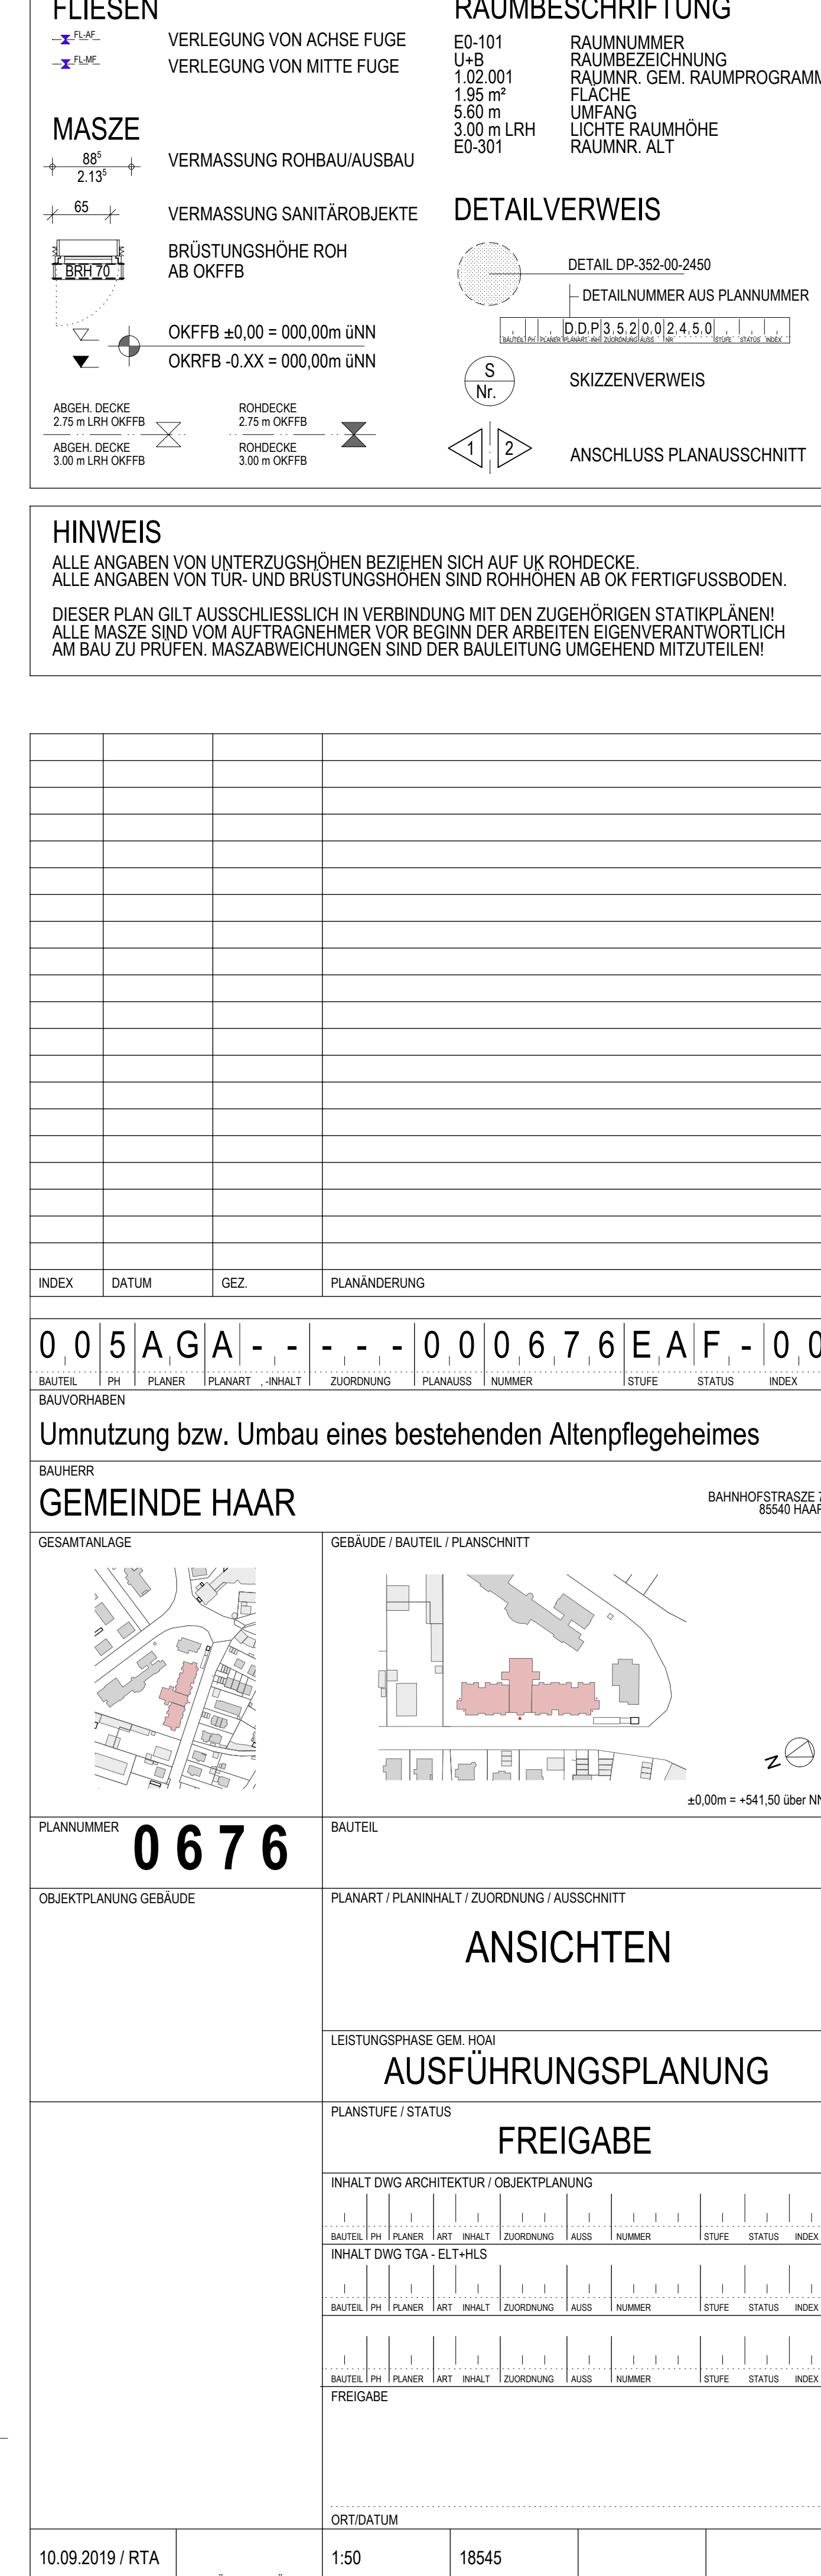 FLIESEN
FL-AF
VERLEGUNG VON ACHSE FUGE
FL-MF
VERLEGUNG VON MITTE FUGE
MASZE
88⁵
2.13⁵
VERMASSUNG ROHBAU/AUSBAU
65
VERMASSUNG SANITÄROBJEKTE
BRH 70
BRÜSTUNGSHÖHE ROH
AB OKFFB
OKFFB ±0,00 = 000,00m üNN
OKRFB -0.XX = 000,00m üNN
ABGEH. DECKE
2.75 m LRH OKFFB
ABGEH. DECKE
3.00 m LRH OKFFB
ROHDECKE
2.75 m OKFFB
ROHDECKE
3.00 m OKFFB
RAUMBESCHRIFTUNG
E0-101 RAUMNUMMER
U+B RAUMBEZEICHNUNG
1.02.001 RAUMNR. GEM. RAUMPROGRAMM
1.95 m² FLÄCHE
5.60 m UMFANG
3.00 m LRH LICHTE RAUMHÖHE
E0-301 RAUMNR. ALT
DETAILVERWEIS
DETAIL DP-352-00-2450
DETAILNUMMER AUS PLANNUMMER
D D P 3 5 2 0 0 2 4 5 0
BAUTEIL PH PLANER PLANART -INH ZUORDNUNG AUSS NR STUFE STATUS INDEX
S
Nr.
SKIZZENVERWEIS
1 2
ANSCHLUSS PLANAUSSCHNITT
HINWEIS
ALLE ANGABEN VON UNTERZUGSHÖHEN BEZIEHEN SICH AUF UK ROHDECKE.
ALLE ANGABEN VON TÜR- UND BRÜSTUNGSHÖHEN SIND ROHHÖHEN AB OK FERTIGFUSSBODEN.
DIESER PLAN GILT AUSSCHLIESSLICH IN VERBINDUNG MIT DEN ZUGEHÖRIGEN STATIKPLÄNEN!
ALLE MASZE SIND VOM AUFTRAGNEHMER VOR BEGINN DER ARBEITEN EIGENVERANTWORTLICH
AM BAU ZU PRÜFEN. MASZABWEICHUNGEN SIND DER BAULEITUNG UMGEHEND MITZUTEILEN!
INDEX DATUM GEZ. PLANÄNDERUNG
0 0 5 A G A - - - - - 0 0 0 6 7 6 E A F - 0 0
BAUTEIL PH PLANER PLANART , -INHALT ZUORDNUNG PLANAUSS NUMMER STUFE STATUS INDEX
BAUVORHABEN
Umnutzung bzw. Umbau eines bestehenden Altenpflegeheimes
BAUHERR
GEMEINDE HAAR
BAHNHOFSTRASZE 7
85540 HAAR
GESAMTANLAGE
GEBÄUDE / BAUTEIL / PLANSCHNITT
N
±0,00m = +541,50 über NN
PLANNUMMER
0676
BAUTEIL
OBJEKTPLANUNG GEBÄUDE
PLANART / PLANINHALT / ZUORDNUNG / AUSSCHNITT
ANSICHTEN
LEISTUNGSPHASE GEM. HOAI
AUSFÜHRUNGSPLANUNG
PLANSTUFE / STATUS
FREIGABE
INHALT DWG ARCHITEKTUR / OBJEKTPLANUNG
BAUTEIL PH PLANER ART INHALT ZUORDNUNG AUSS NUMMER STUFE STATUS INDEX
INHALT DWG TGA - ELT+HLS
BAUTEIL PH PLANER ART INHALT ZUORDNUNG AUSS NUMMER STUFE STATUS INDEX
BAUTEIL PH PLANER ART INHALT ZUORDNUNG AUSS NUMMER STUFE STATUS INDEX
FREIGABE
ORT/DATUM
10.09.2019 / RTA
1:50
18545